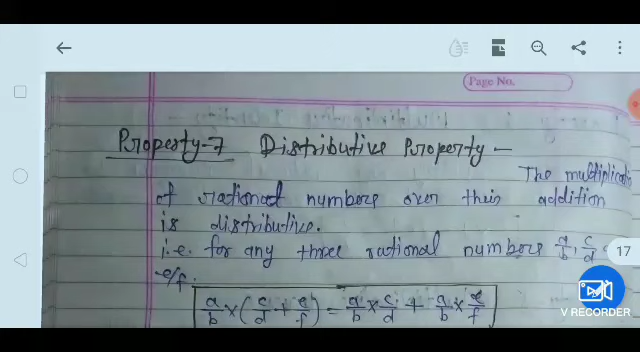 Page No.
Property-7 Distributive Property -
The multiplication
of rational numbers over their addition
is distributive.
i.e. for any three rational numbers a/b, c/d
e/f.
a/b × (c/d + e/f) = a/b × c/d + a/b × e/f
17
V RECORDER